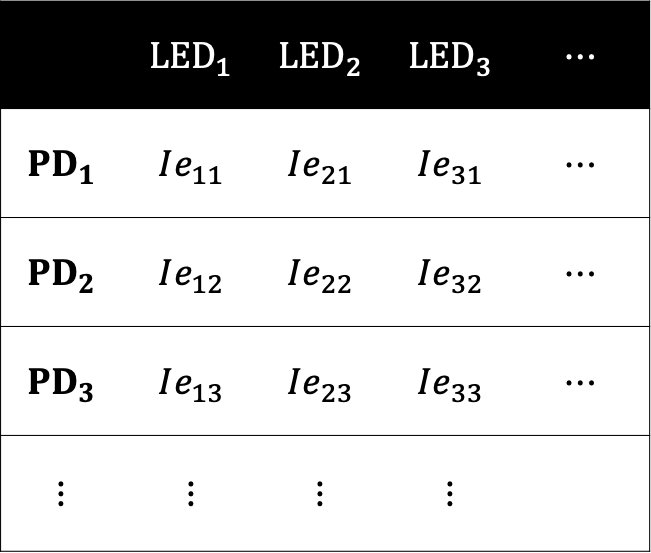 LED₁ LED₂ LED₃ ⋯
PD₁ Ie₁₁ Ie₂₁ Ie₃₁ ⋯
PD₂ Ie₁₂ Ie₂₂ Ie₃₂ ⋯
PD₃ Ie₁₃ Ie₂₃ Ie₃₃ ⋯
⋮ ⋮ ⋮ ⋮